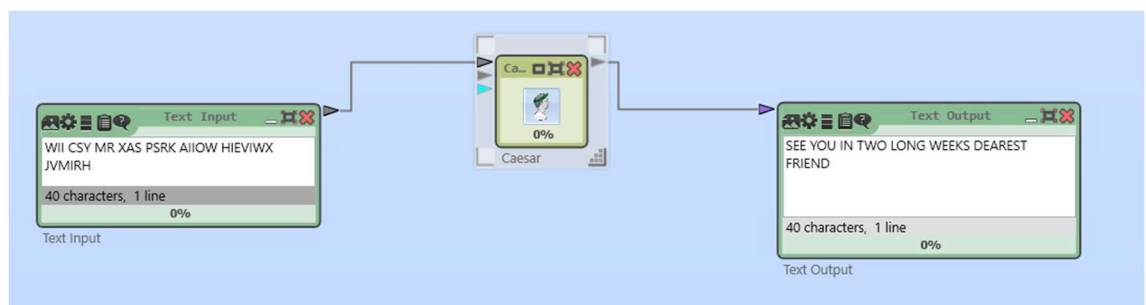 Text Input
WII CSY MR XAS PSRK AIIOW HIEVIWX
JVMIRH
40 characters, 1 line
0%
Text Input
Ca...
0%
Caesar
Text Output
SEE YOU IN TWO LONG WEEKS DEAREST
FRIEND
40 characters, 1 line
0%
Text Output